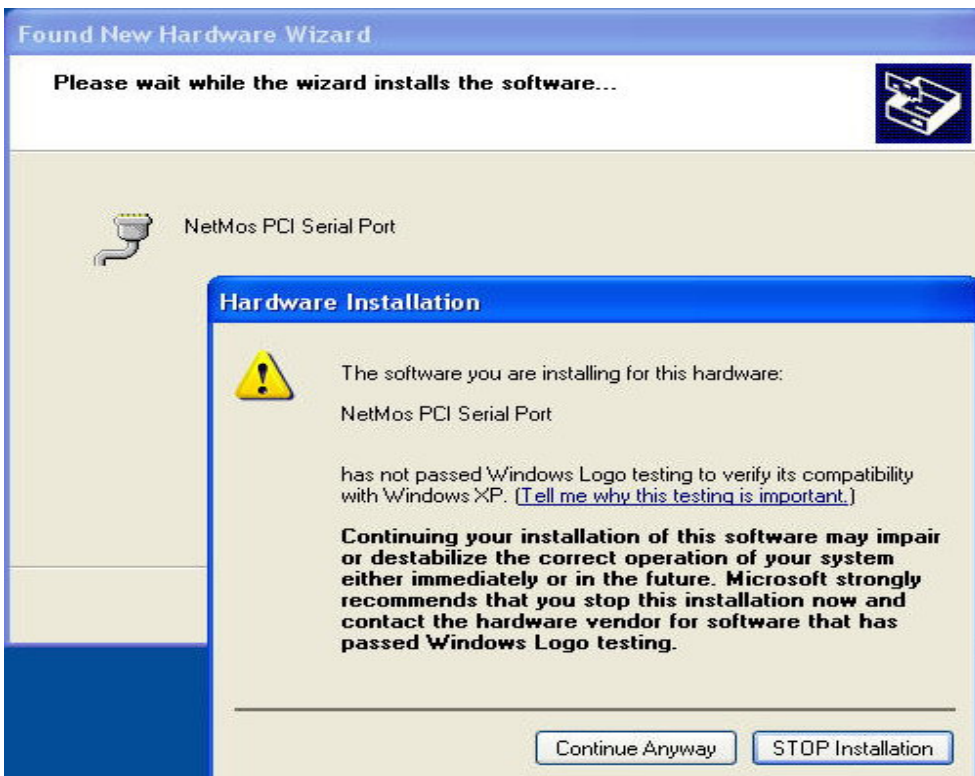 Found New Hardware Wizard
Please wait while the wizard installs the software...
NetMos PCI Serial Port
Hardware Installation
The software you are installing for this hardware:
NetMos PCI Serial Port
has not passed Windows Logo testing to verify its compatibility
with Windows XP. (Tell me why this testing is important.)
Continuing your installation of this software may impair
or destabilize the correct operation of your system
either immediately or in the future. Microsoft strongly
recommends that you stop this installation now and
contact the hardware vendor for software that has
passed Windows Logo testing.
Continue Anyway STOP Installation